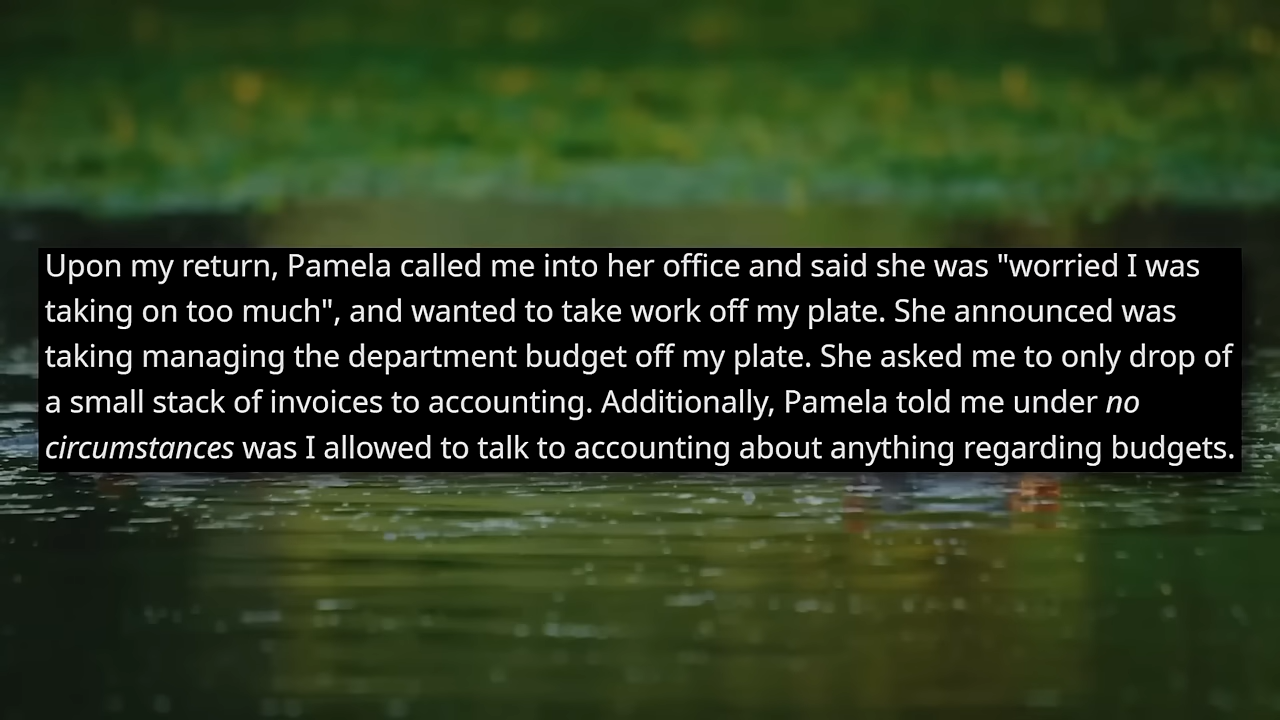 Upon my return, Pamela called me into her office and said she was "worried I was
taking on too much", and wanted to take work off my plate. She announced was
taking managing the department budget off my plate. She asked me to only drop of
a small stack of invoices to accounting. Additionally, Pamela told me under no
circumstances was I allowed to talk to accounting about anything regarding budgets.